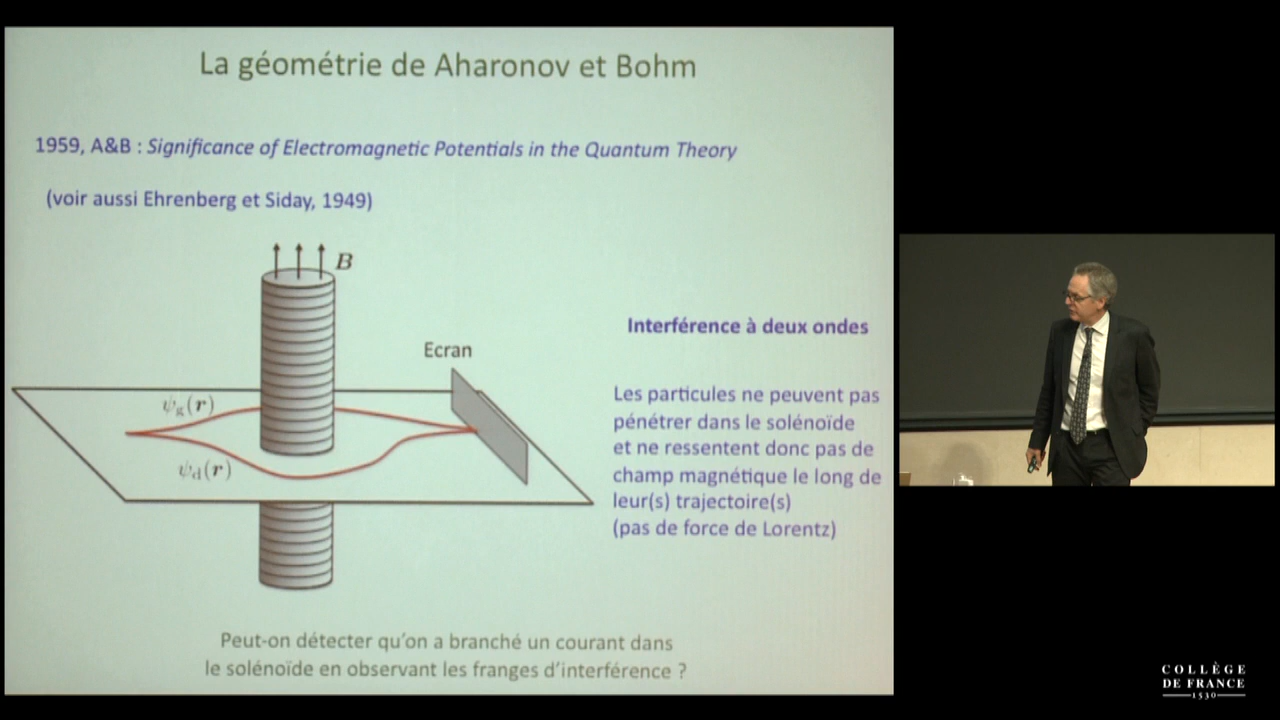 La géométrie de Aharonov et Bohm
1959, A&B : Significance of Electromagnetic Potentials in the Quantum Theory
(voir aussi Ehrenberg et Siday, 1949)
B
Ecran
ψg(r)
ψd(r)
Interférence à deux ondes
Les particules ne peuvent pas
pénétrer dans le solénoïde
et ne ressentent donc pas de
champ magnétique le long de
leur(s) trajectoire(s)
(pas de force de Lorentz)
Peut-on détecter qu'on a branché un courant dans
le solénoïde en observant les franges d'interférence ?
COLLÈGE
DE FRANCE
1530